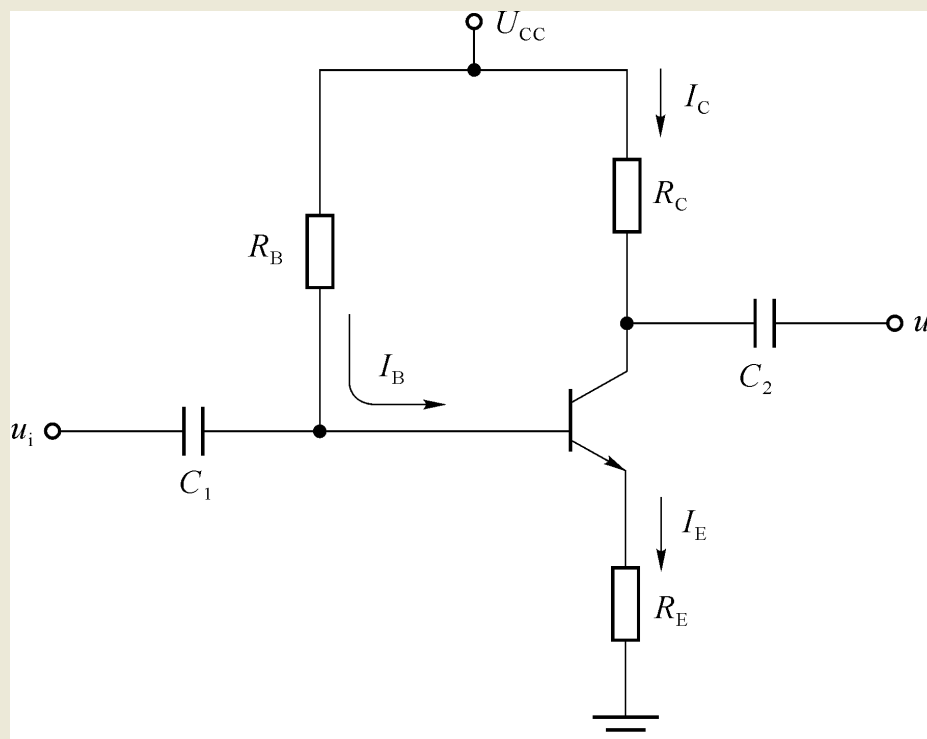 U_CC
I_C
R_C
R_B
I_B
C_2
u
u_i
C_1
I_E
R_E